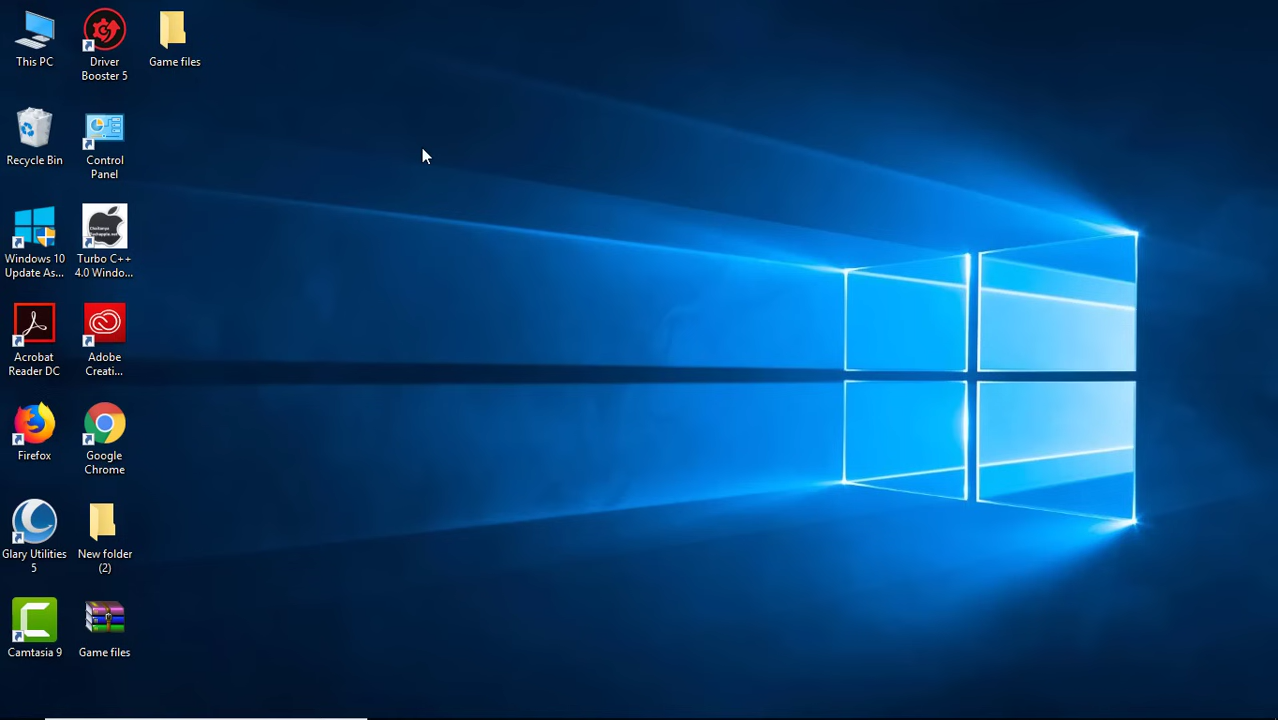 This PC
Driver
Booster 5
Game files
Recycle Bin
Control
Panel
Windows 10
Update As...
Turbo C++
4.0 Windo...
Acrobat
Reader DC
Adobe
Creati...
Firefox
Google
Chrome
Glary Utilities
5
New folder
(2)
Camtasia 9
Game files